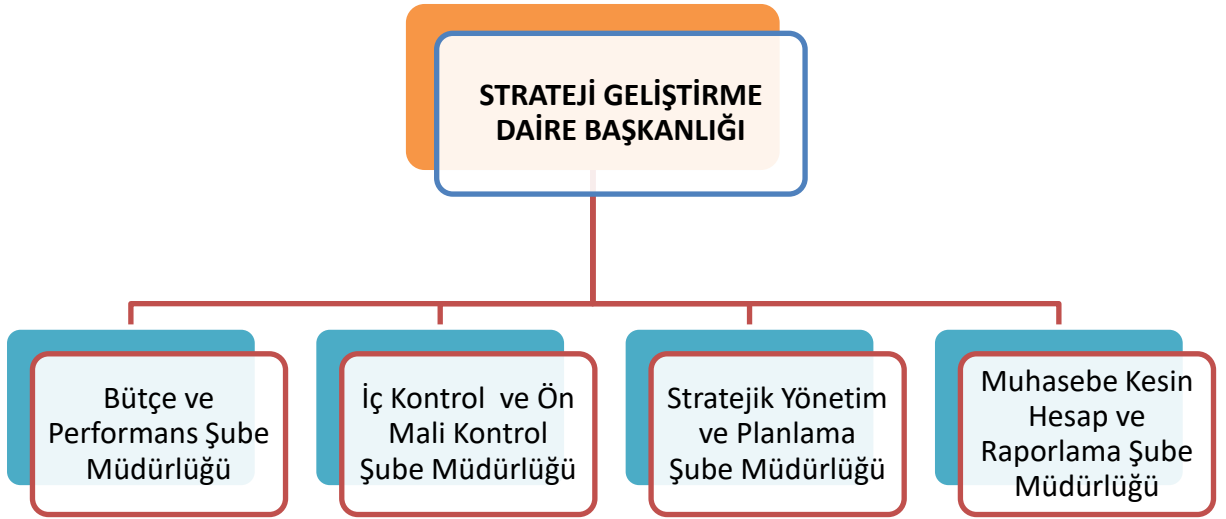 STRATEJİ GELİŞTİRME
DAİRE BAŞKANLIĞI
Bütçe ve
Performans Şube
Müdürlüğü
İç Kontrol ve Ön
Mali Kontrol
Şube Müdürlüğü
Stratejik Yönetim
ve Planlama
Şube Müdürlüğü
Muhasebe Kesin
Hesap ve
Raporlama Şube
Müdürlüğü